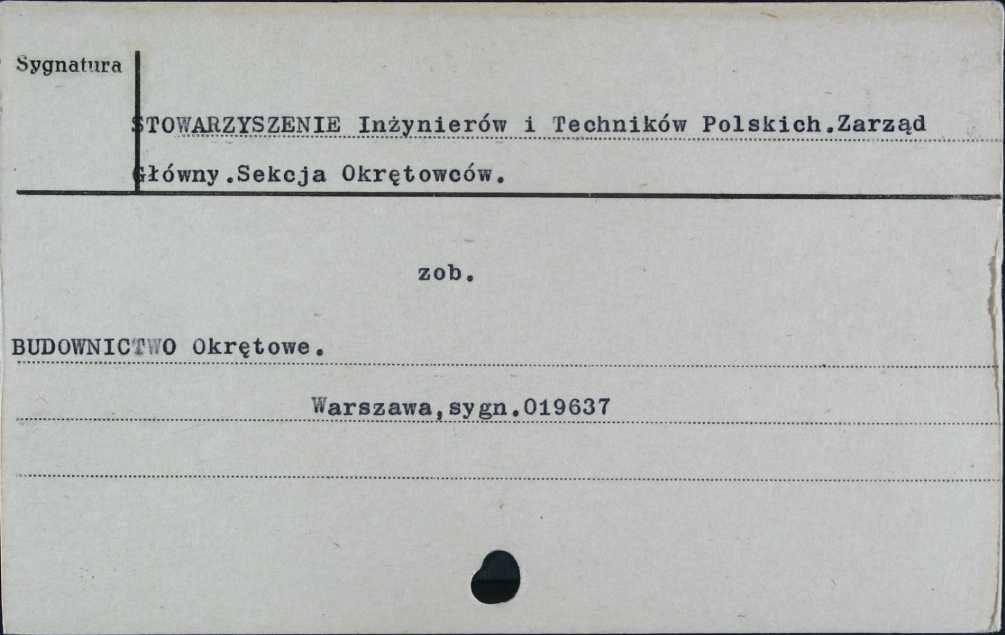 Sygnatura
STOWARZYSZENIE Inżynierów i Techników Polskich.Zarząd
Główny.Sekcja Okrętowców.
zob.
BUDOWNICTWO Okrętowe.
Warszawa,sygn.019637